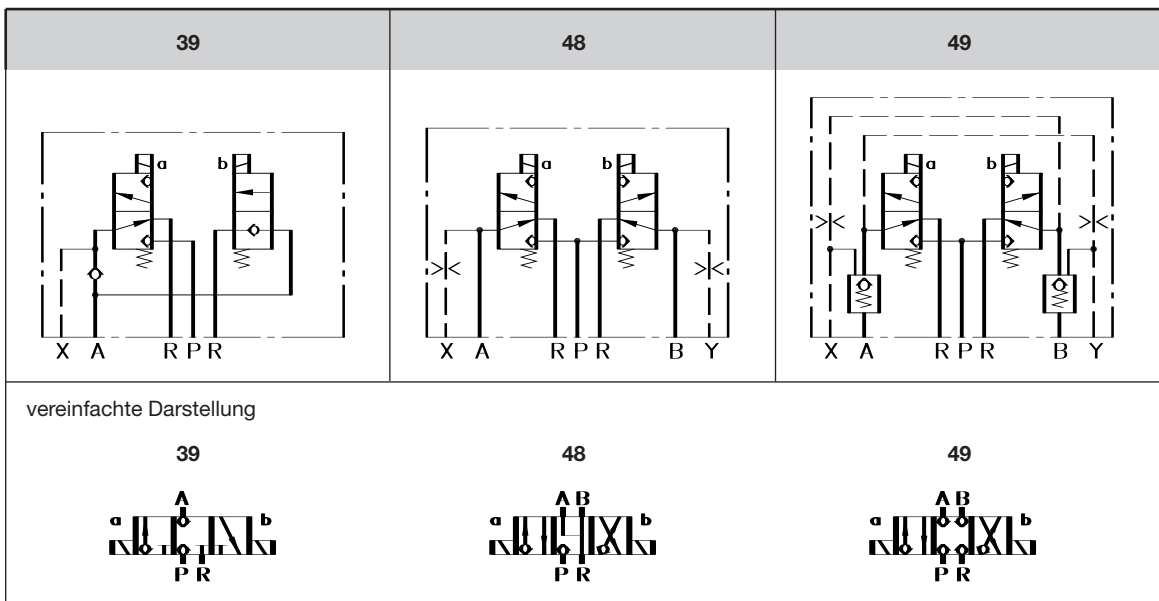 39 48 49
a b a b a b
X A R P R X A R P R B Y X A R P R B Y
vereinfachte Darstellung
39 48 49
A A B A B
a b a b a b
P R P R P R